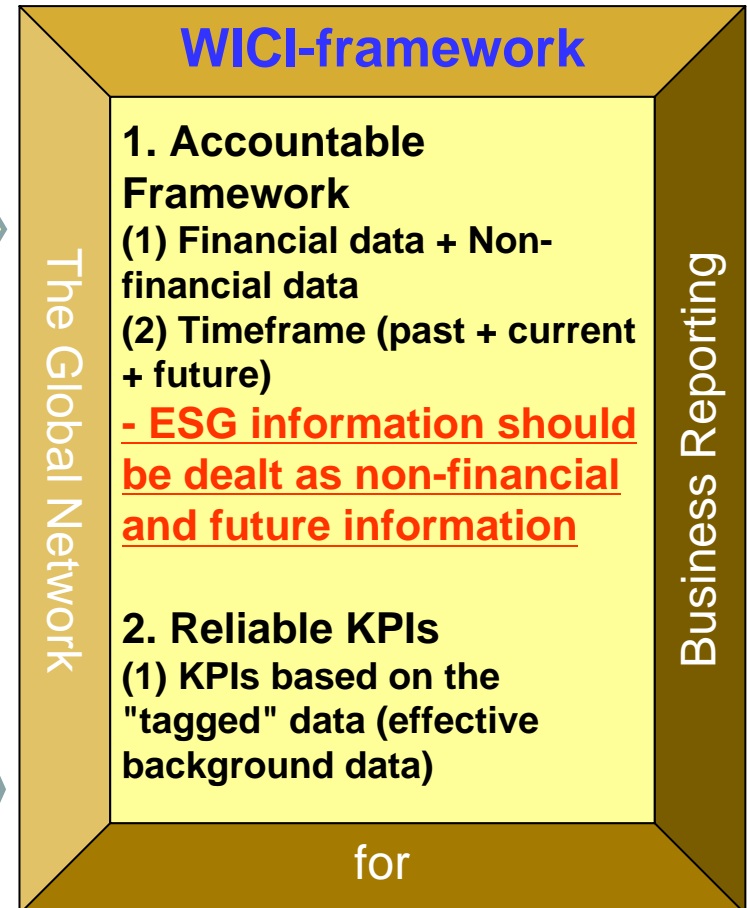 WICI-framework
The Global Network
1. Accountable
Framework
(1) Financial data + Non-
financial data
(2) Timeframe (past + current
+ future)
- ESG information should
be dealt as non-financial
and future information
2. Reliable KPIs
(1) KPIs based on the
"tagged" data (effective
background data)
for
Business Reporting